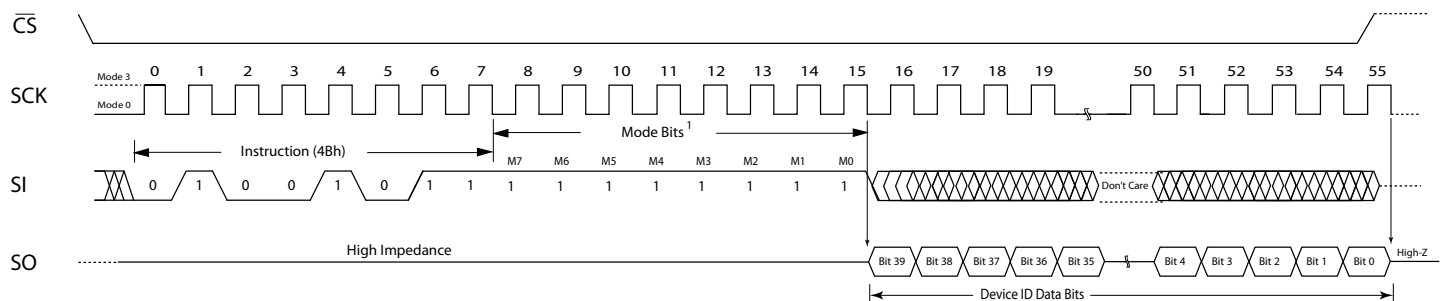 CS
Mode 3 0 1 2 3 4 5 6 7 8 9 10 11 12 13 14 15 16 17 18 19 50 51 52 53 54 55
SCK
Mode 0
Mode Bits 1
Instruction (4Bh)
M7 M6 M5 M4 M3 M2 M1 M0
SI 0 1 0 0 1 0 1 1 1 1 1 1 1 1 1 1 Don't Care
High Impedance
SO Bit 39 Bit 38 Bit 37 Bit 36 Bit 35 Bit 4 Bit 3 Bit 2 Bit 1 Bit 0 High-Z
Device ID Data Bits